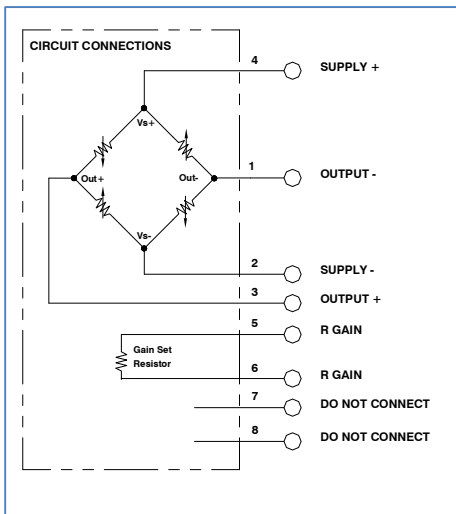 CIRCUIT CONNECTIONS
4 SUPPLY +
Vs+
1 OUTPUT -
Out+ Out-
Vs-
2 SUPPLY -
3 OUTPUT +
5 R GAIN
Gain Set
Resistor
6 R GAIN
7 DO NOT CONNECT
8 DO NOT CONNECT